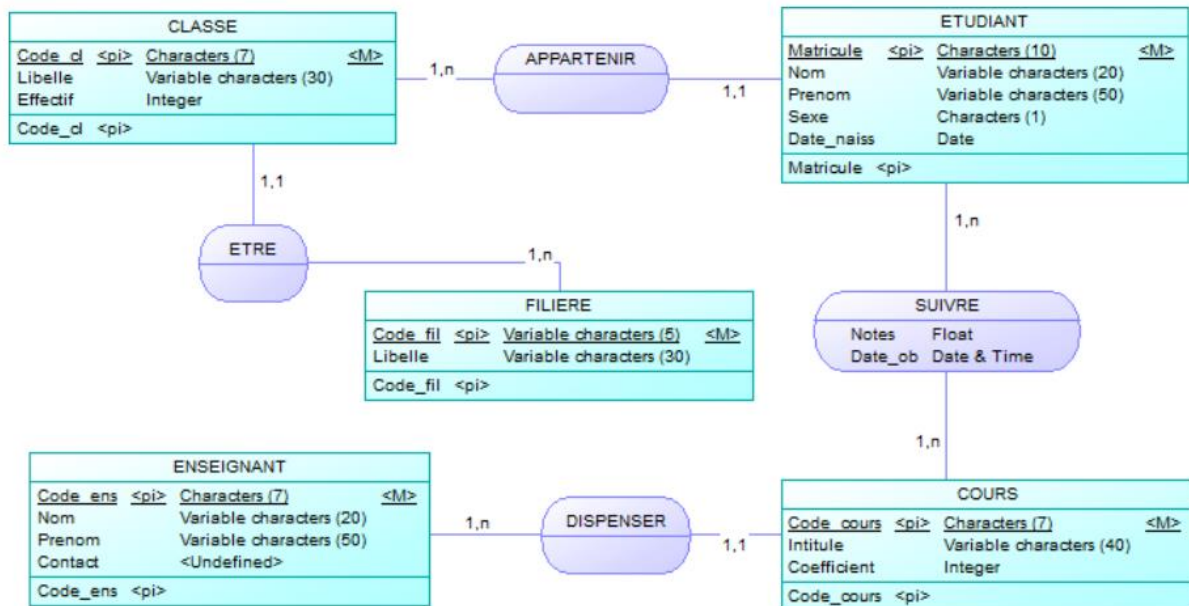 CLASSE
Code_cl <pi> Characters (7) <M>
Libelle Variable characters (30)
Effectif Integer
Code_cl <pi>
1,n
APPARTENIR
1,1
ETUDIANT
Matricule <pi> Characters (10) <M>
Nom Variable characters (20)
Prenom Variable characters (50)
Sexe Characters (1)
Date_naiss Date
Matricule <pi>
1,1
ETRE
1,n
FILIERE
Code_fil <pi> Variable characters (5) <M>
Libelle Variable characters (30)
Code_fil <pi>
1,n
SUIVRE
Notes Float
Date_ob Date & Time
1,n
ENSEIGNANT
Code_ens <pi> Characters (7) <M>
Nom Variable characters (20)
Prenom Variable characters (50)
Contact <Undefined>
Code_ens <pi>
1,n
DISPENSER
1,1
COURS
Code_cours <pi> Characters (7) <M>
Intitule Variable characters (40)
Coefficient Integer
Code_cours <pi>